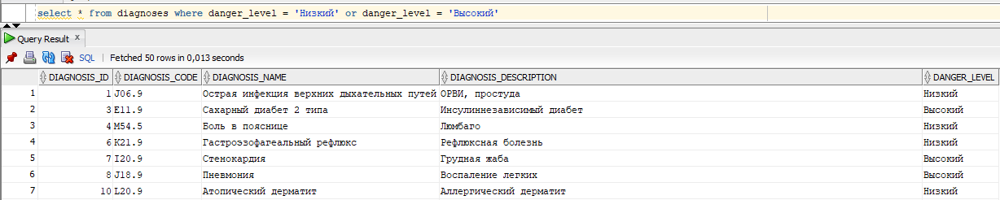 select * from diagnoses where danger_level = 'Низкий' or danger_level = 'Высокий'
Query Result x
SQL | Fetched 50 rows in 0,013 seconds
DIAGNOSIS_ID DIAGNOSIS_CODE DIAGNOSIS_NAME DIAGNOSIS_DESCRIPTION DANGER_LEVEL
1 1 J06.9 Острая инфекция верхних дыхательных путей ОРВИ, простуда Низкий
2 3 E11.9 Сахарный диабет 2 типа Инсулиннезависимый диабет Высокий
3 4 M54.5 Боль в пояснице Люмбаго Низкий
4 6 K21.9 Гастроэзофагеальный рефлюкс Рефлюксная болезнь Низкий
5 7 I20.9 Стенокардия Грудная жаба Высокий
6 8 J18.9 Пневмония Воспаление легких Высокий
7 10 L20.9 Атопический дерматит Аллергический дерматит Низкий